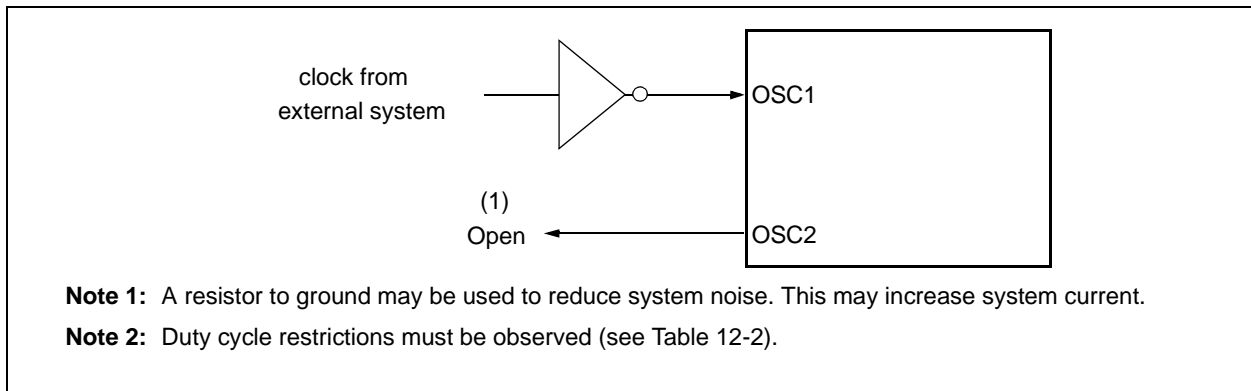 clock from
external system
OSC1
(1)
Open
OSC2
Note 1: A resistor to ground may be used to reduce system noise. This may increase system current.
Note 2: Duty cycle restrictions must be observed (see Table 12-2).